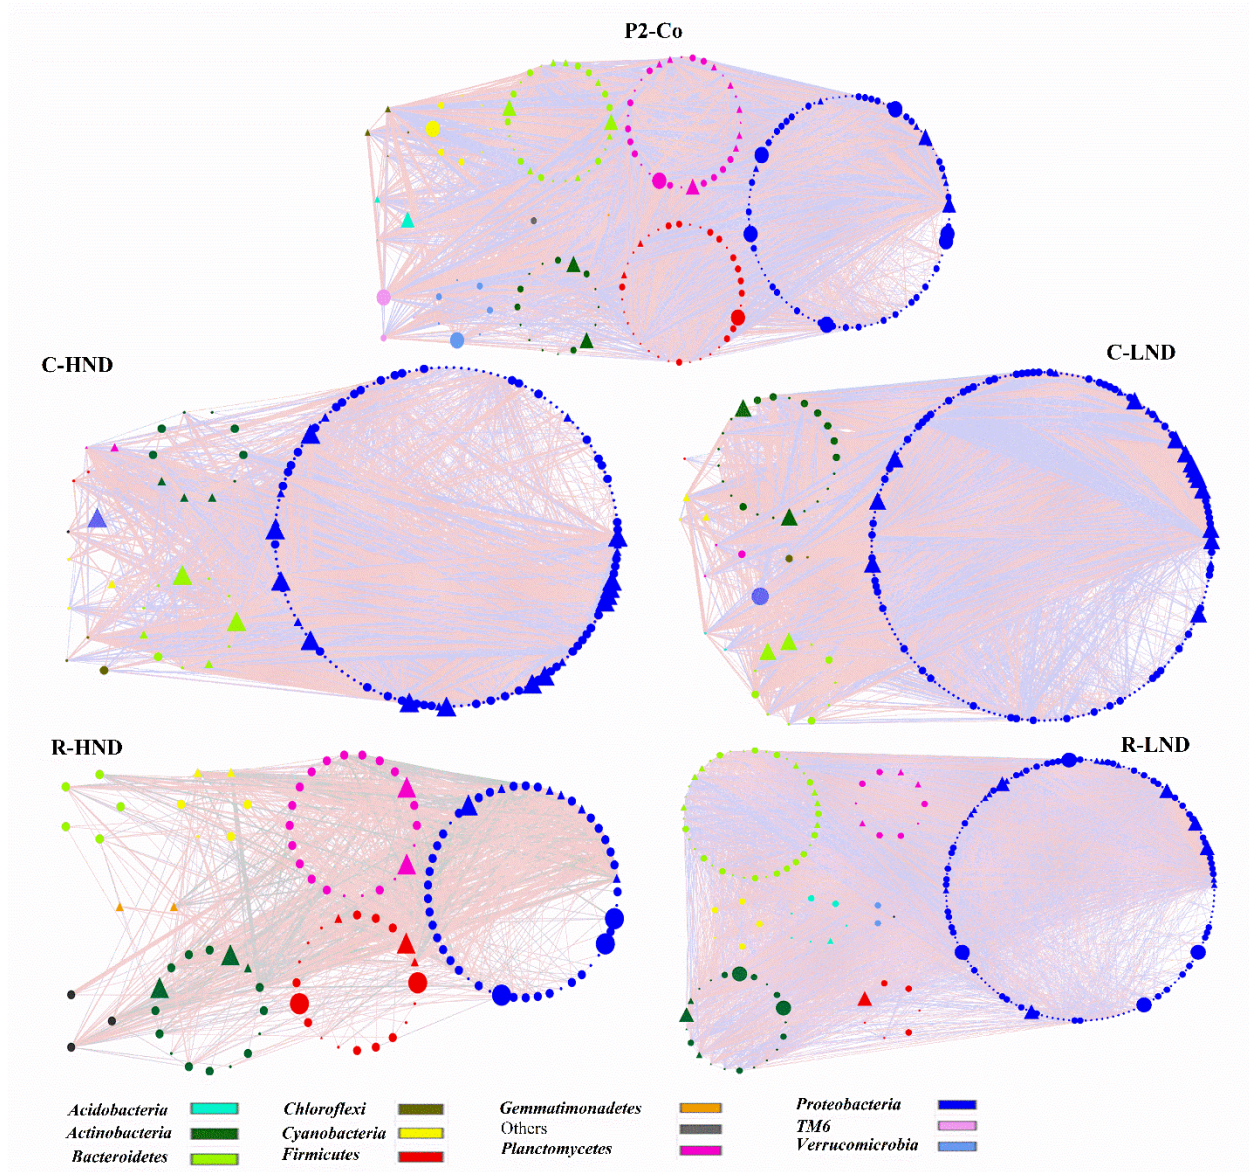 P2-Co
C-HND
C-LND
R-HND
R-LND
Acidobacteria
Actinobacteria
Bacteroidetes
Chloroflexi
Cyanobacteria
Firmicutes
Gemmatimonadetes
Others
Planctomycetes
Proteobacteria
TM6
Verrucomicrobia